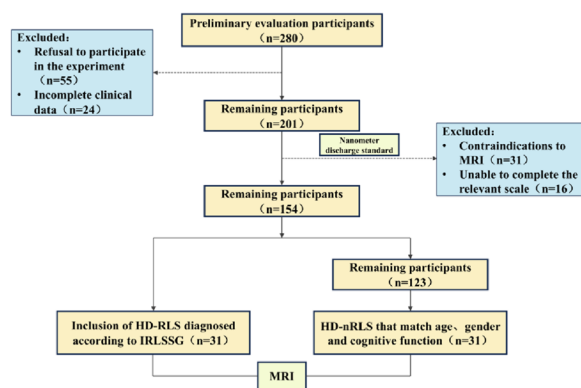 Preliminary evaluation participants
（n=280）
Excluded：
• Refusal to participate
in the experiment
（n=55）
• Incomplete clinical
data（n=24）
Remaining participants
（n=201）
Nanometer
discharge standard
Excluded：
• Contraindications to
MRI（n=31）
• Unable to complete the
relevant scale（n=16）
Remaining participants
（n=154）
Remaining participants
（n=123）
Inclusion of HD-RLS diagnosed
according to IRLSSG（n=31）
HD-nRLS that match age、gender
and cognitive function（n=31）
MRI